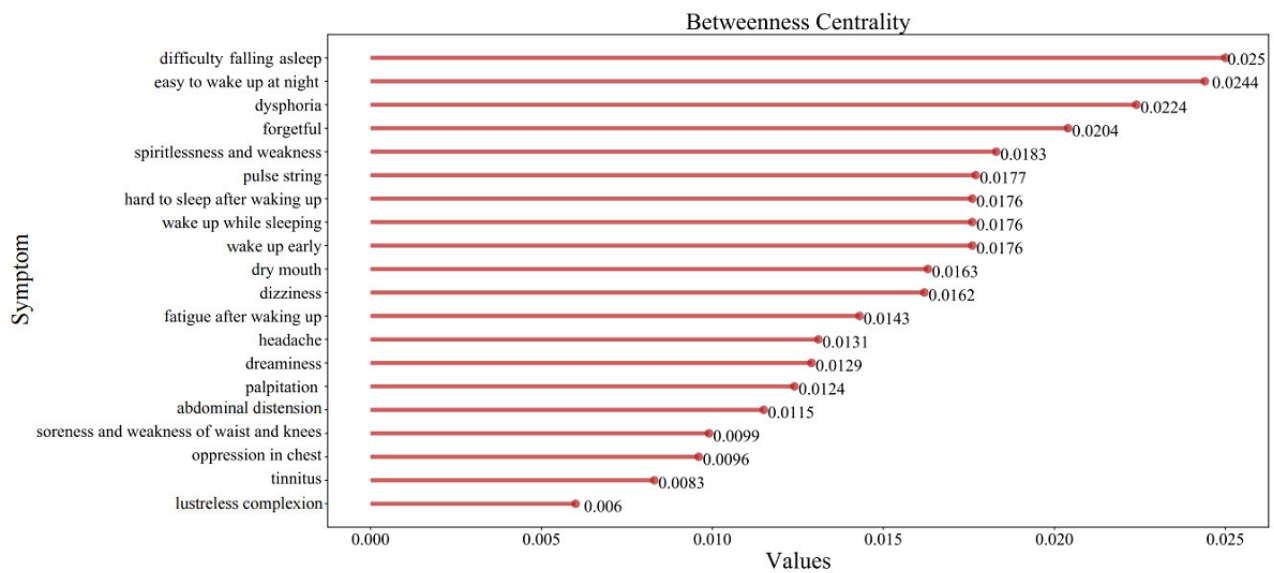 Betweenness Centrality
difficulty falling asleep 0.025
easy to wake up at night 0.0244
dysphoria 0.0224
forgetful 0.0204
spiritlessness and weakness 0.0183
pulse string 0.0177
hard to sleep after waking up 0.0176
wake up while sleeping 0.0176
wake up early 0.0176
dry mouth 0.0163
dizziness 0.0162
fatigue after waking up 0.0143
headache 0.0131
dreaminess 0.0129
palpitation 0.0124
abdominal distension 0.0115
soreness and weakness of waist and knees 0.0099
oppression in chest 0.0096
tinnitus 0.0083
lustreless complexion 0.006
Symptom
0.000 0.005 0.010 0.015 0.020 0.025
Values